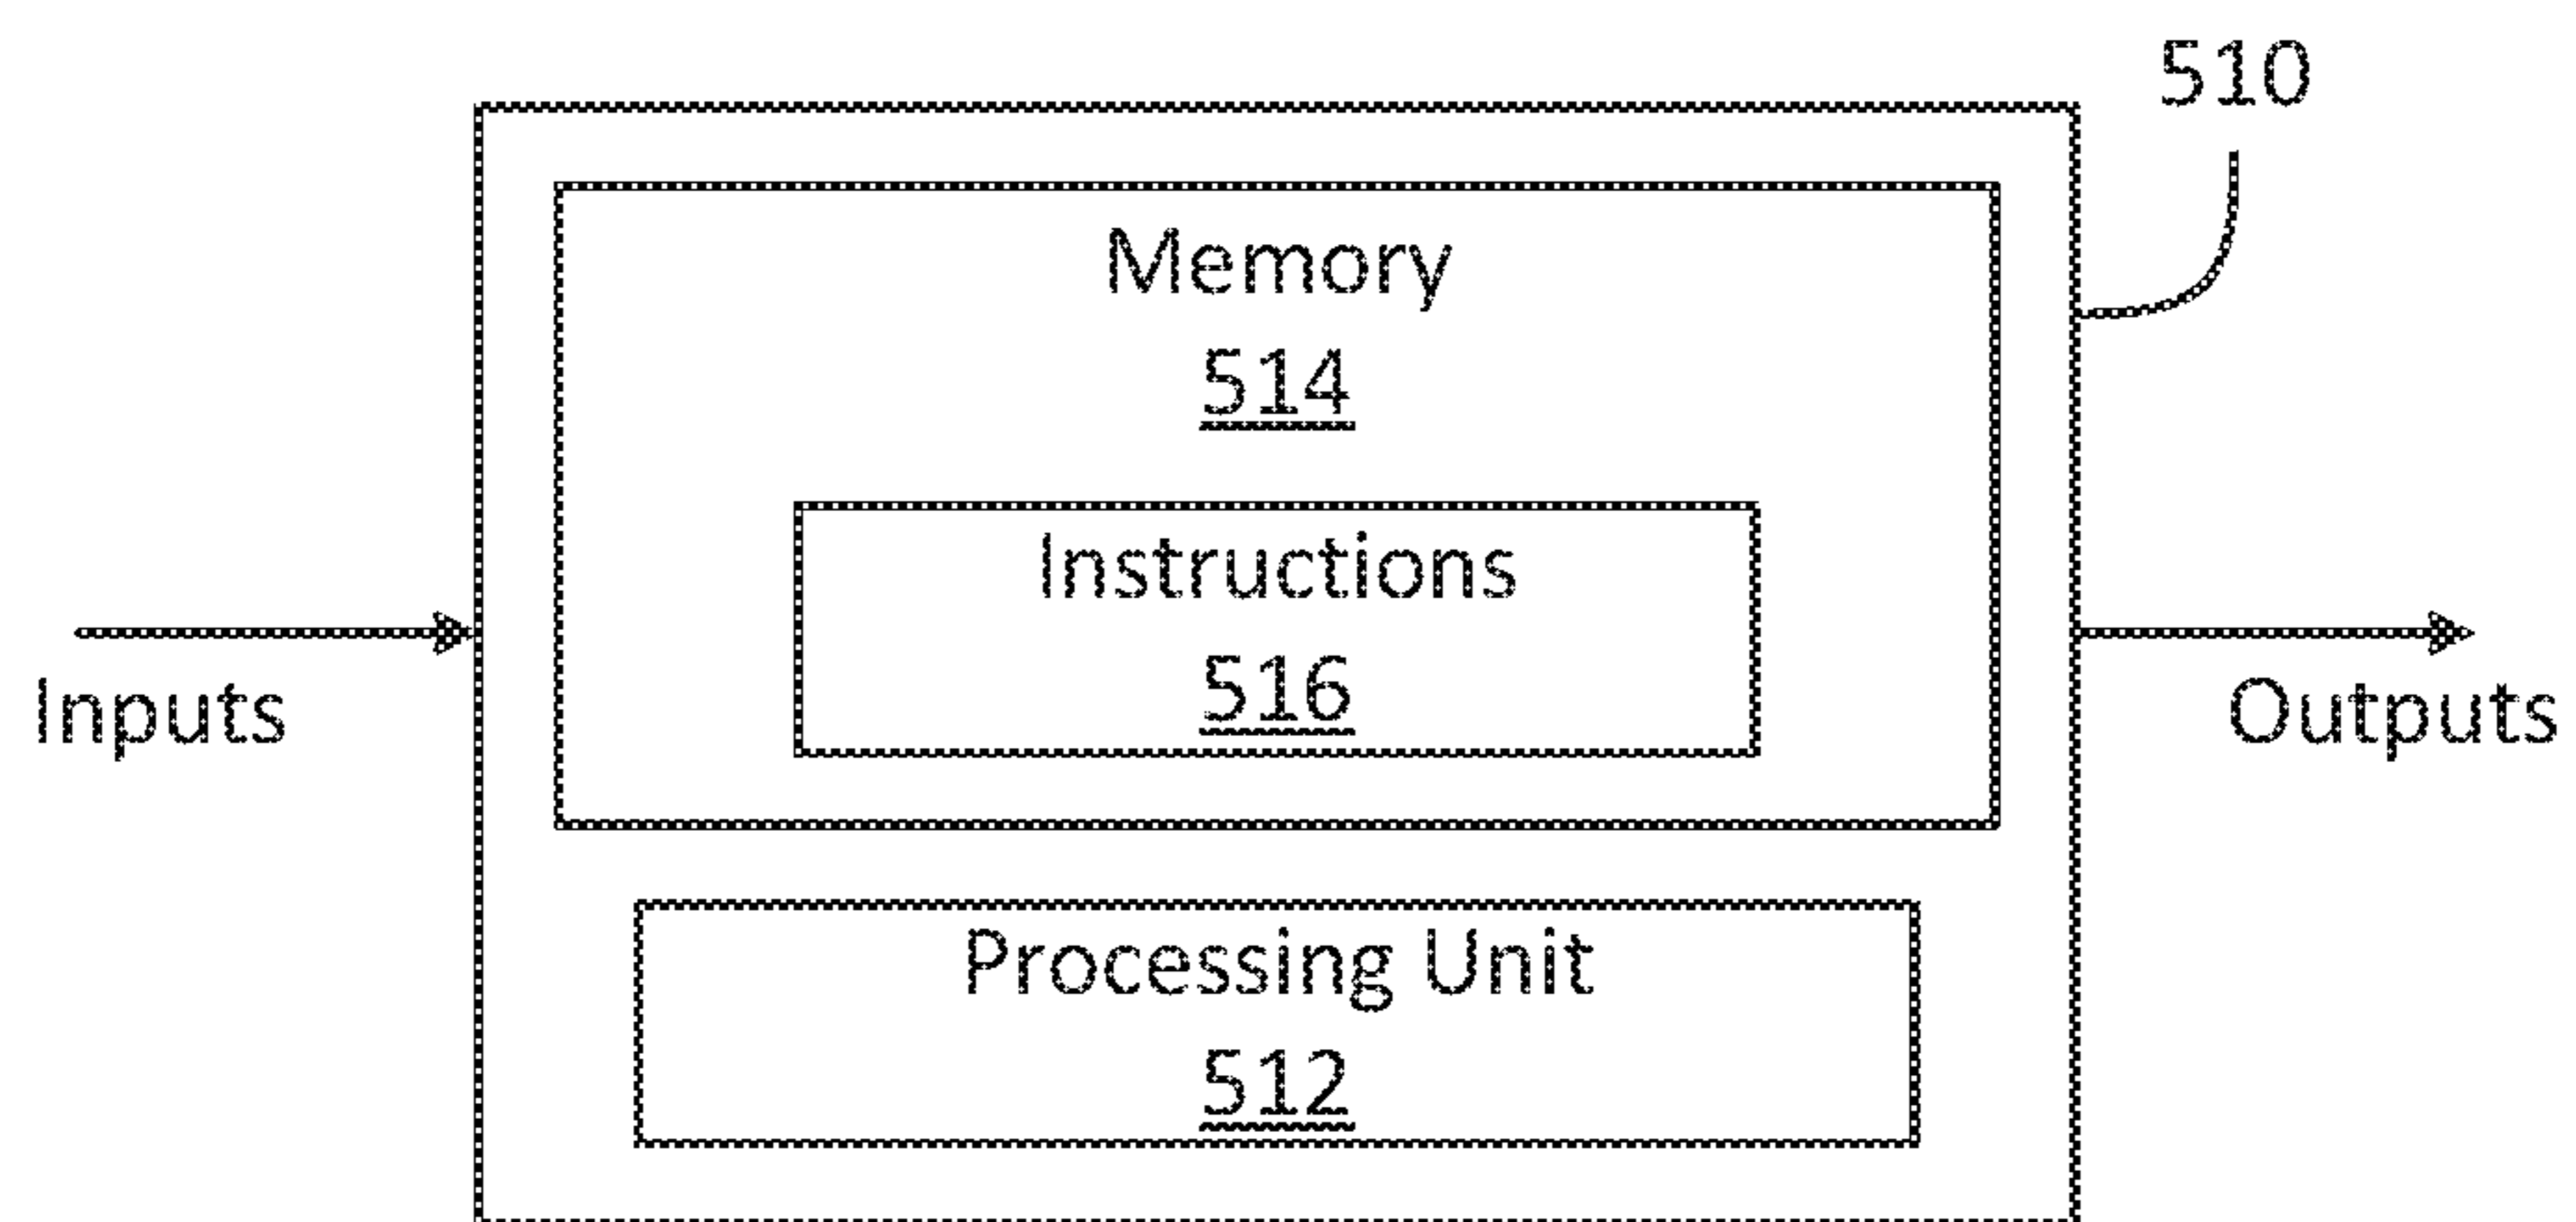 510
Memory
514
Instructions
516
Inputs
Outputs
Processing Unit
512